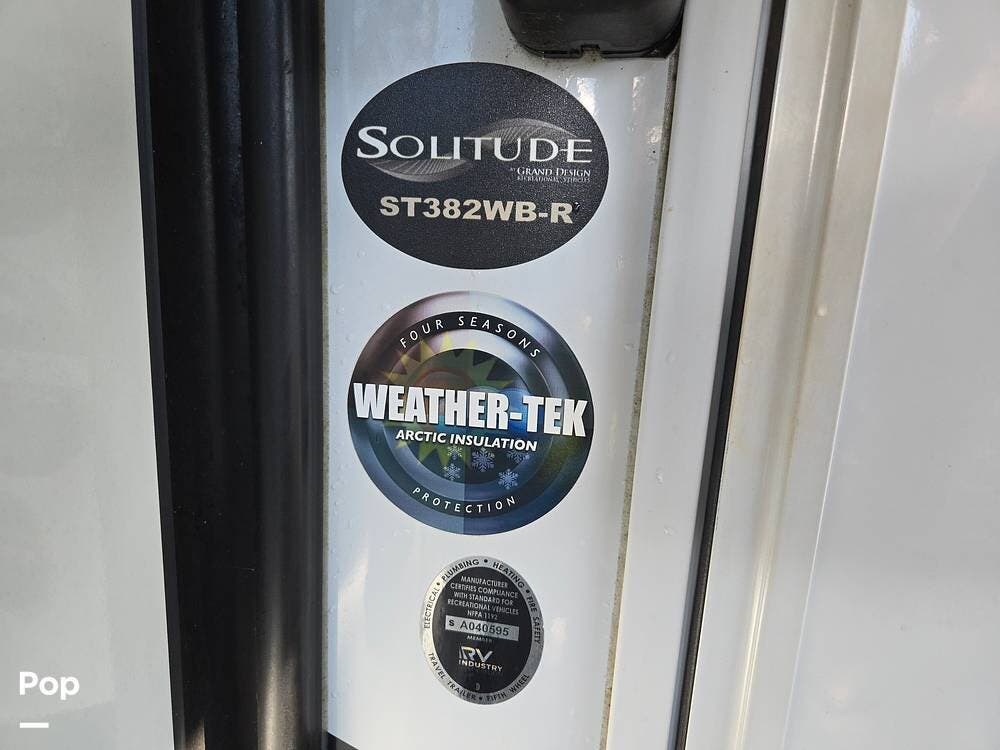 SOLITUDE
BY GRAND DESIGN
RECREATIONAL VEHICLES
ST382WB-R
FOUR SEASONS
WEATHER-TEK
ARCTIC INSULATION
PROTECTION
ELECTRICAL • PLUMBING • HEATING • FIRE SAFETY
MANUFACTURER
CERTIFIES COMPLIANCE
WITH STANDARD FOR
RECREATIONAL VEHICLES
NFPA 1192
S A040595
MEMBER
RV
INDUSTRY
D
TRAVEL TRAILER • FIFTH WHEEL
Pop